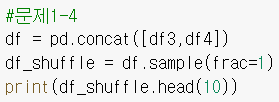 #문제1-4
df = pd.concat([df3,df4])
df_shuffle = df.sample(frac=1)
print(df_shuffle.head(10))